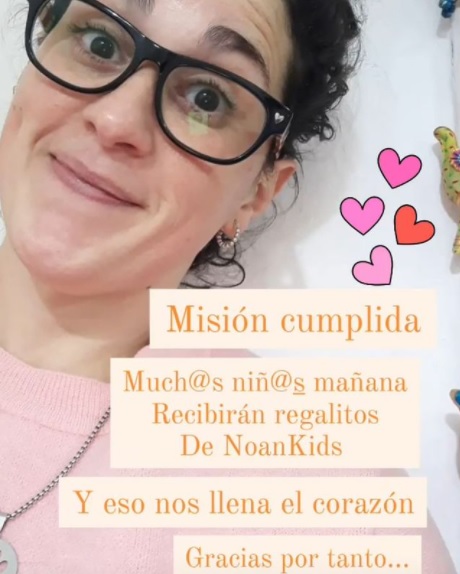 Misión cumplida
Much@s niñ@s mañana
Recibirán regalitos
De NoanKids
Y eso nos llena el corazón
Gracias por tanto...